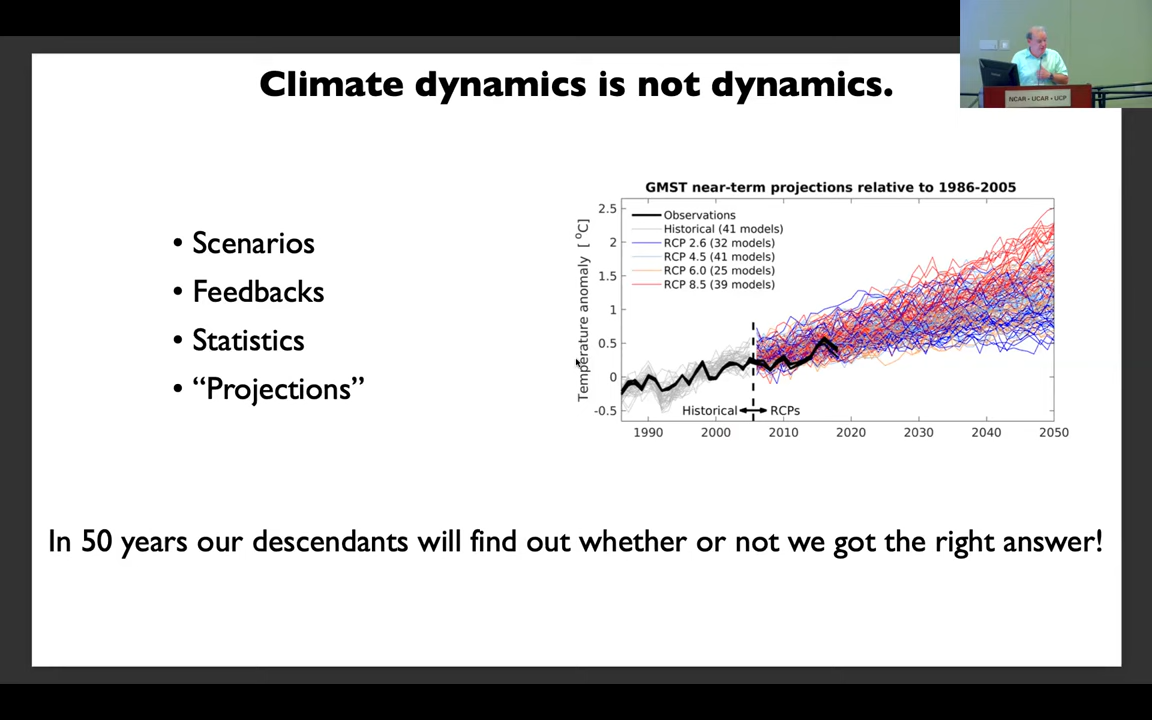 Climate dynamics is not dynamics.
NCAR • UCAR • UCP
• Scenarios
• Feedbacks
• Statistics
• “Projections”
GMST near-term projections relative to 1986-2005
Temperature anomaly [ °C]
2.5
2
1.5
1
0.5
0
-0.5
Observations
Historical (41 models)
RCP 2.6 (32 models)
RCP 4.5 (41 models)
RCP 6.0 (25 models)
RCP 8.5 (39 models)
Historical
RCPs
1990 2000 2010 2020 2030 2040 2050
In 50 years our descendants will find out whether or not we got the right answer!